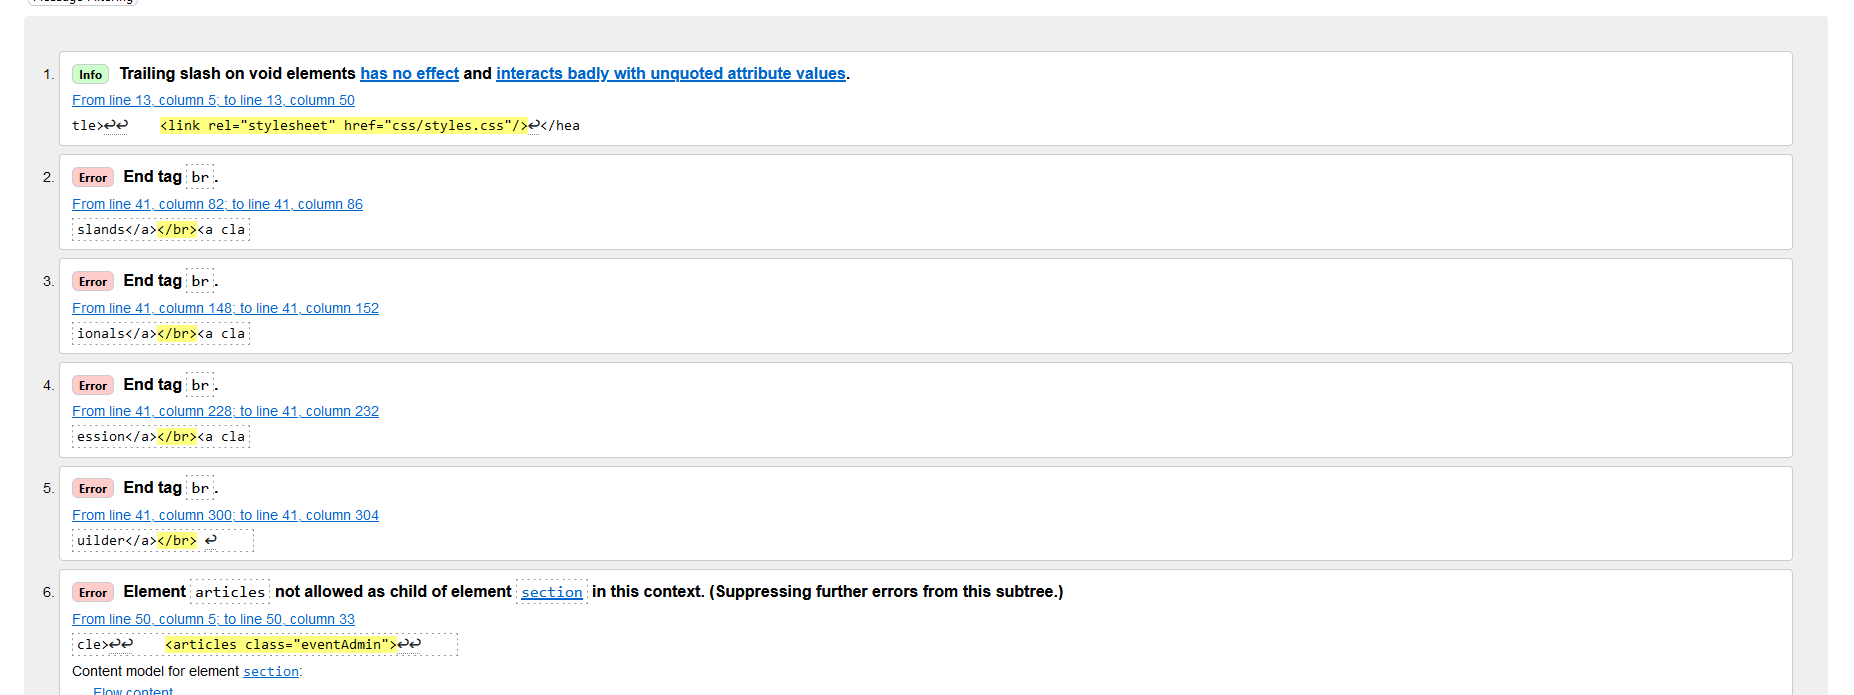 Message Filtering
1. Info Trailing slash on void elements has no effect and interacts badly with unquoted attribute values.
From line 13, column 5; to line 13, column 50
tle>↩↩    <link rel="stylesheet" href="css/styles.css"/>↩</hea
2. Error End tag br.
From line 41, column 82; to line 41, column 86
slands</a></br><a cla
3. Error End tag br.
From line 41, column 148; to line 41, column 152
ionals</a></br><a cla
4. Error End tag br.
From line 41, column 228; to line 41, column 232
ession</a></br><a cla
5. Error End tag br.
From line 41, column 300; to line 41, column 304
uilder</a></br> ↩
6. Error Element articles not allowed as child of element section in this context. (Suppressing further errors from this subtree.)
From line 50, column 5; to line 50, column 33
cle>↩↩    <articles class="eventAdmin">↩↩
Content model for element section:
Flow content